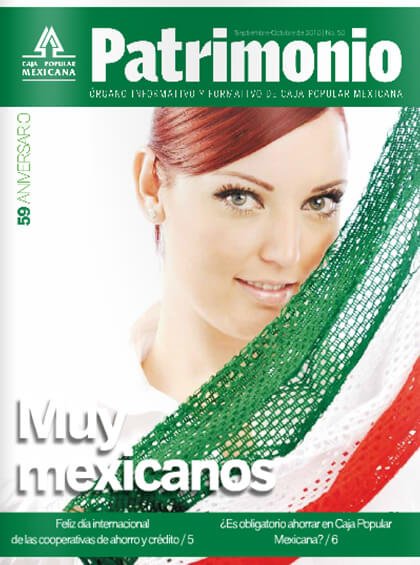 CAJA POPULAR
MEXICANA
Septiembre-Octubre de 2010 | No. 50
Patrimonio
ÓRGANO INFORMATIVO Y FORMATIVO DE CAJA POPULAR MEXICANA
59 ANIVERSARIO
Muy
mexicanos
Feliz día internacional
de las cooperativas de ahorro y crédito / 5
¿Es obligatorio ahorrar en Caja Popular
Mexicana? / 6